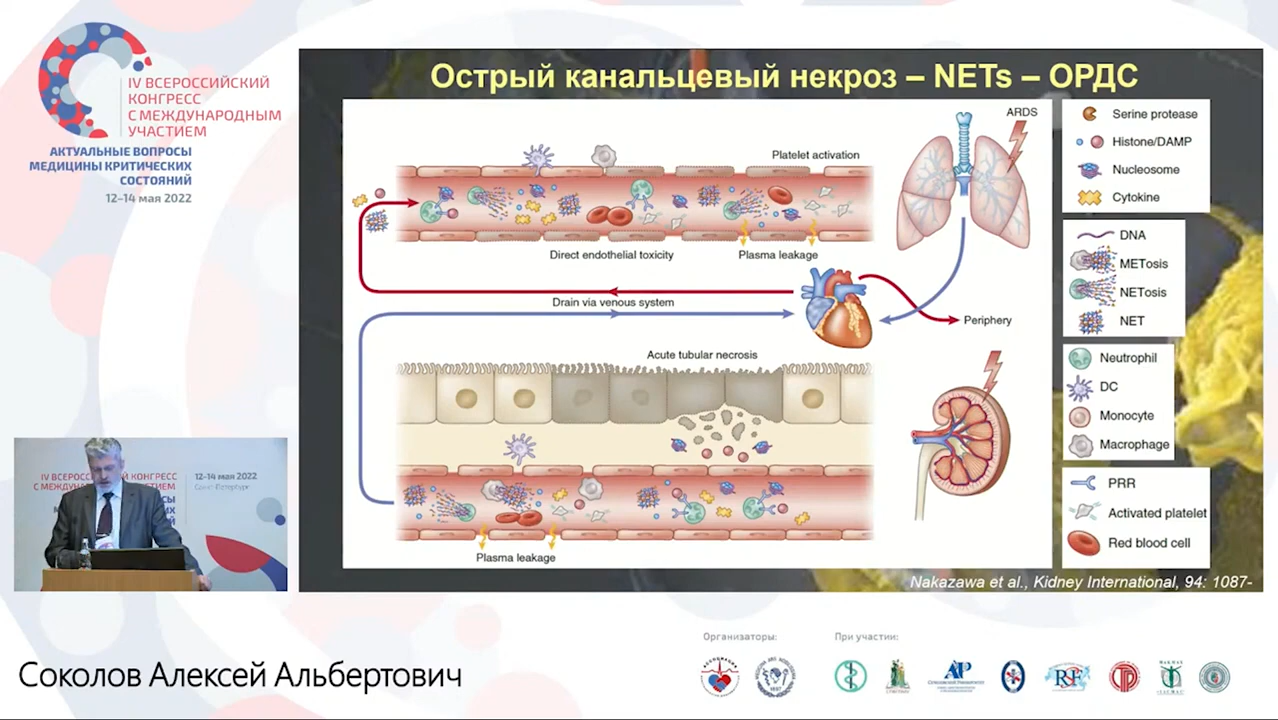 IV ВСЕРОССИЙСКИЙ
КОНГРЕСС
С МЕЖДУНАРОДНЫМ
УЧАСТИЕМ
АКТУАЛЬНЫЕ ВОПРОСЫ
МЕДИЦИНЫ КРИТИЧЕСКИХ
СОСТОЯНИЙ
12–14 мая 2022
Острый канальцевый некроз – NETs – ОРДС
ARDS
Platelet activation
Direct endothelial toxicity
Plasma leakage
Drain via venous system
Periphery
Acute tubular necrosis
Plasma leakage
Serine protease
Histone/DAMP
Nucleosome
Cytokine
DNA
METosis
NETosis
NET
Neutrophil
DC
Monocyte
Macrophage
PRR
Activated platelet
Red blood cell
Nakazawa et al., Kidney International, 94: 1087-
12–14 мая 2022
Санкт-Петербург
Соколов Алексей Альбертович
Организаторы:
При участии: